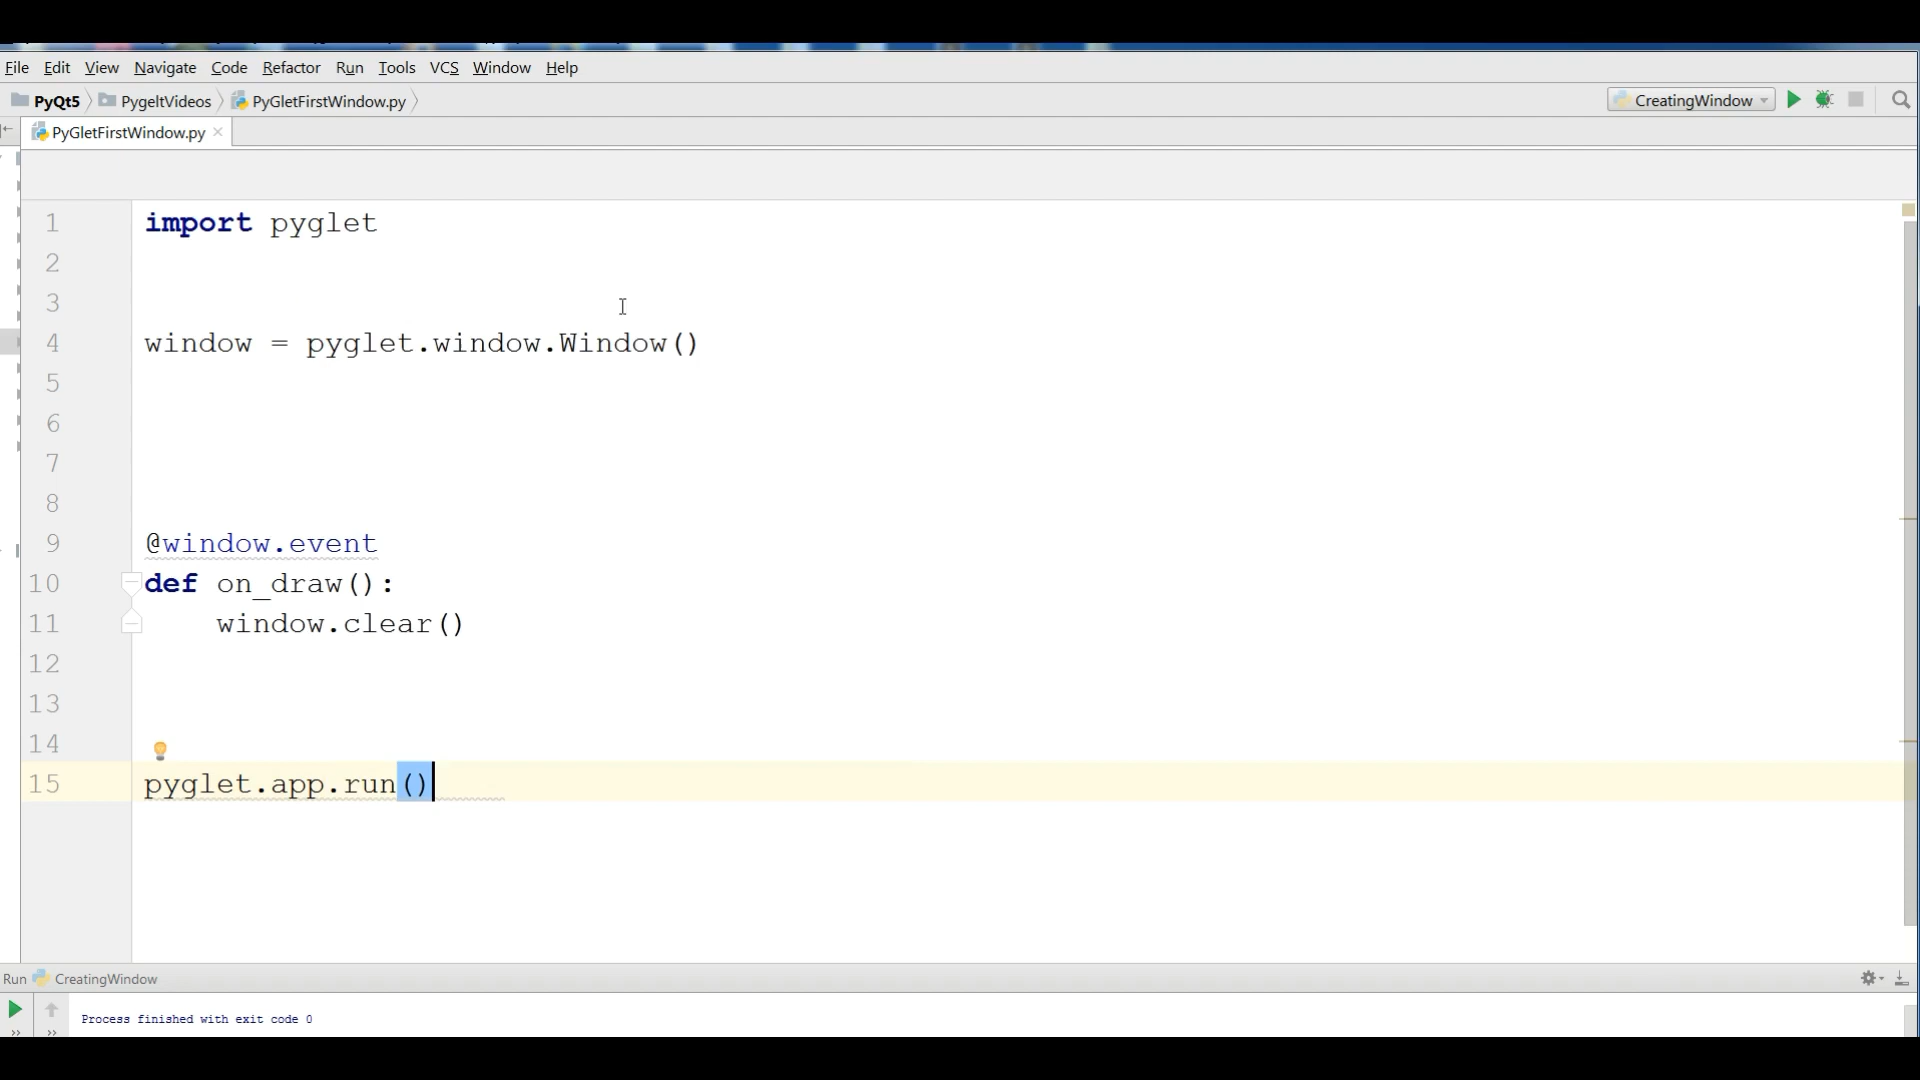 File Edit View Navigate Code Refactor Run Tools VCS Window Help
PyQt5 PygeltVideos PyGletFirstWindow.py CreatingWindow
PyGletFirstWindow.py
1 import pyglet
2
3
4 window = pyglet.window.Window()
5
6
7
8
9 @window.event
10 def on_draw():
11 window.clear()
12
13
14
15 pyglet.app.run()
Run CreatingWindow
Process finished with exit code 0